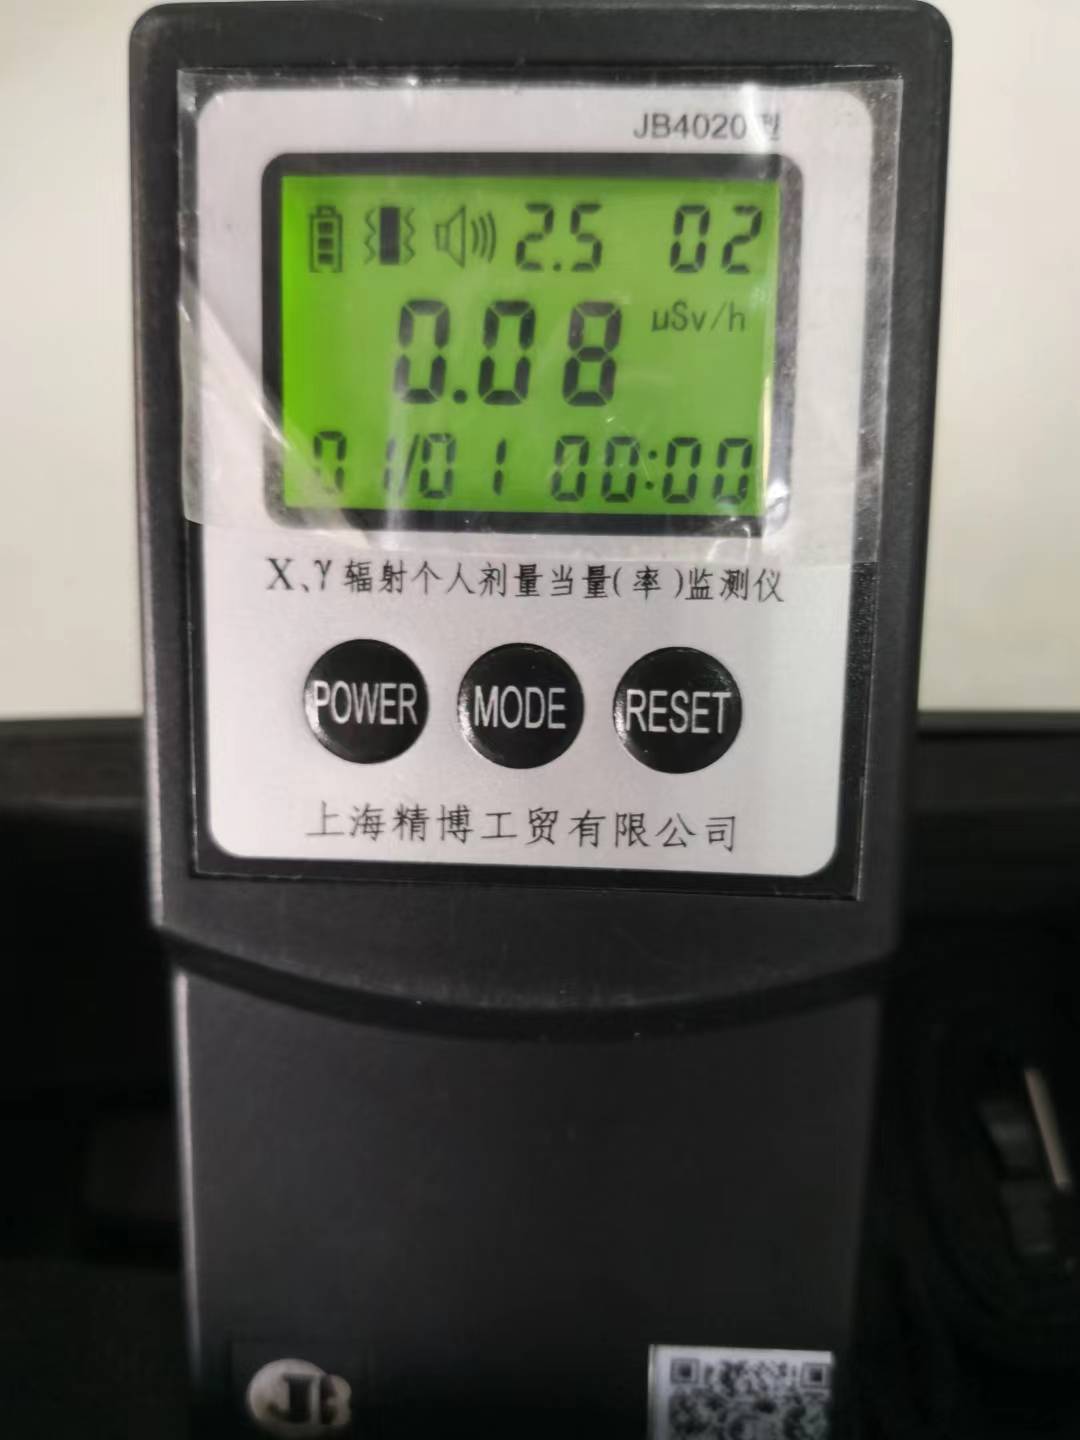 JB4020型
2.5 02
0.08 µSv/h
01/01 00:00
X、γ辐射个人剂量当量(率)监测仪
POWER MODE RESET
上海精博工贸有限公司
JB